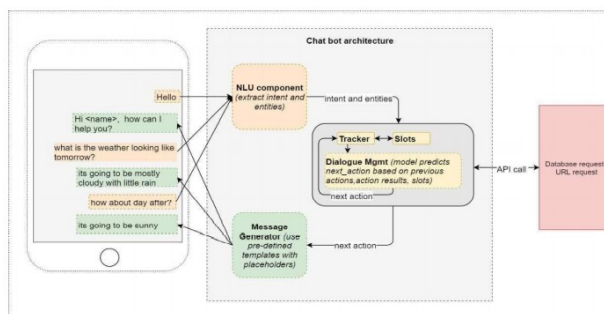 Chat bot architecture
Hello
Hi <name>, how can I
help you?
what is the weather looking like
tomorrow?
its going to be mostly
cloudy with little rain
how about day after?
its going to be sunny
NLU component
(extract intent and
entities)
intent and entities
Tracker
Slots
Dialogue Mgmt (model predicts
next_action based on previous
actions,action results, slots)
next action
API call
Database request
URL request
Message
Generator (use
pre-defined
templates with
placeholders)
next action